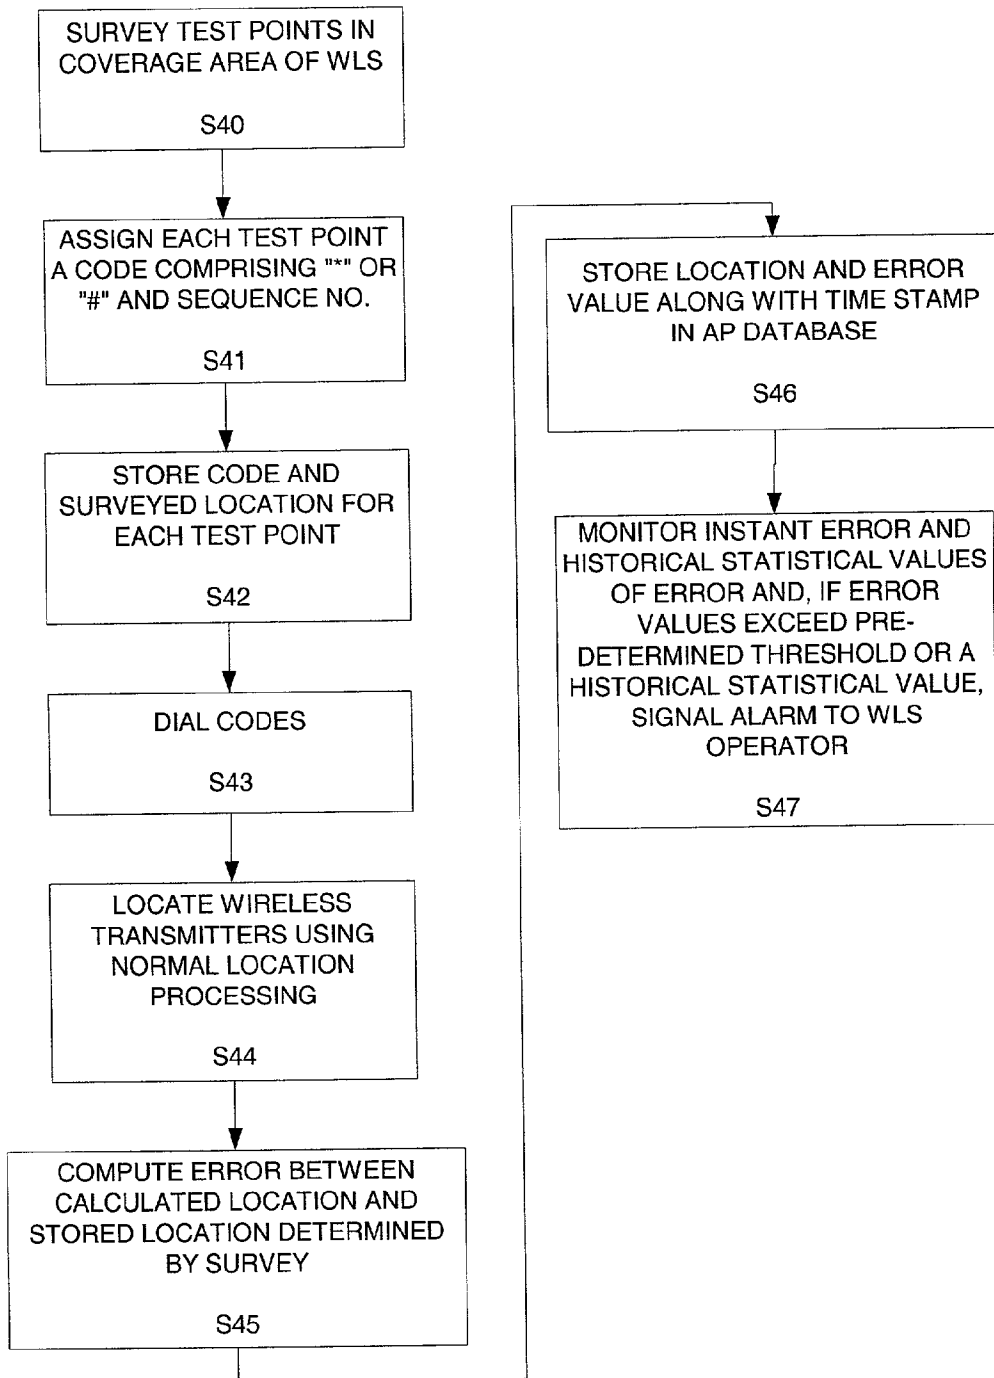 SURVEY TEST POINTS IN
COVERAGE AREA OF WLS
S40
ASSIGN EACH TEST POINT
A CODE COMPRISING "*" OR
"#" AND SEQUENCE NO.
S41
STORE CODE AND
SURVEYED LOCATION FOR
EACH TEST POINT
S42
DIAL CODES
S43
LOCATE WIRELESS
TRANSMITTERS USING
NORMAL LOCATION
PROCESSING
S44
COMPUTE ERROR BETWEEN
CALCULATED LOCATION AND
STORED LOCATION DETERMINED
BY SURVEY
S45
STORE LOCATION AND ERROR
VALUE ALONG WITH TIME STAMP
IN AP DATABASE
S46
MONITOR INSTANT ERROR AND
HISTORICAL STATISTICAL VALUES
OF ERROR AND, IF ERROR
VALUES EXCEED PRE-
DETERMINED THRESHOLD OR A
HISTORICAL STATISTICAL VALUE,
SIGNAL ALARM TO WLS
OPERATOR
S47